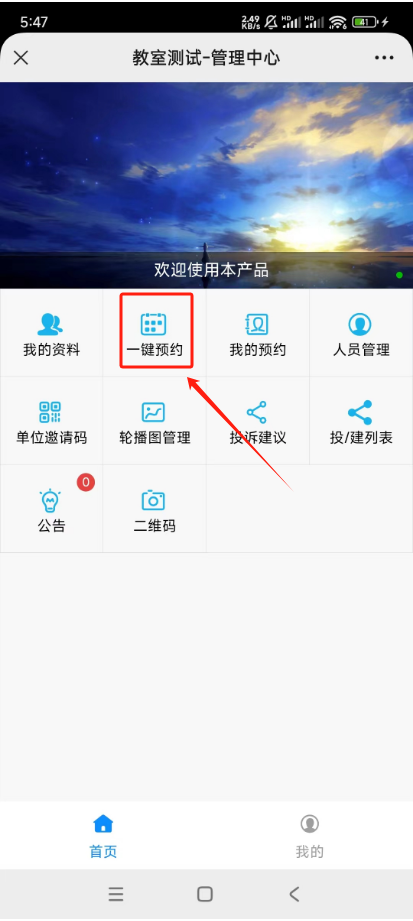 5:47
2.49 KB/s HD HD 6 41
教室测试-管理中心
欢迎使用本产品
我的资料
一键预约
我的预约
人员管理
单位邀请码
轮播图管理
投诉建议
投/建列表
0
公告
二维码
首页
我的